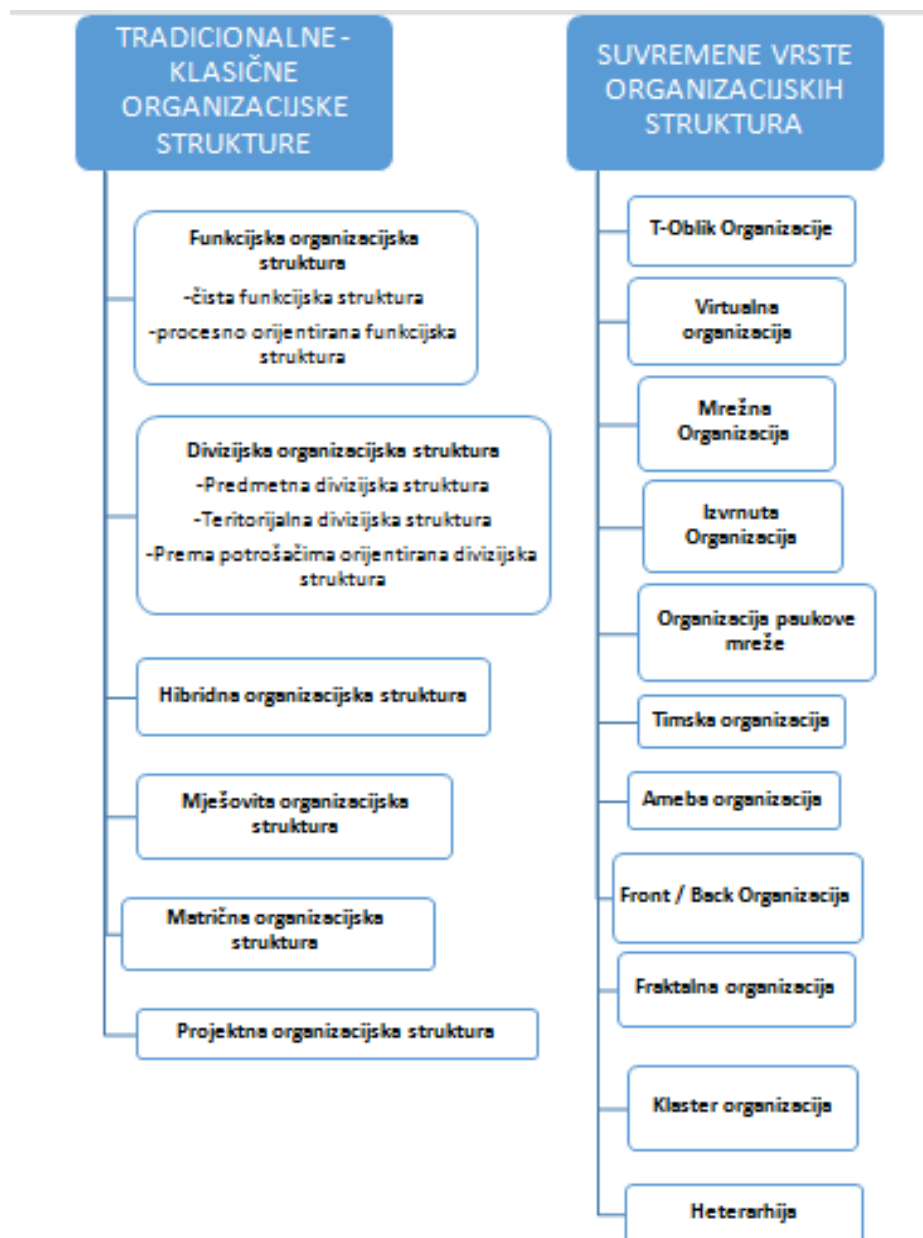 TRADICIONALNE -
KLASIČNE
ORGANIZACIJSKE
STRUKTURE
Funkcijska organizacijska
struktura
-čista funkcijska struktura
-procesno orijentirana funkcijska
struktura
Divizijska organizacijska struktura
-Predmetna divizijska struktura
-Teritorijalna divizijska struktura
-Prema potrošačima orijentirana divizijska
struktura
Hibridna organizacijska struktura
Mješovita organizacijska
struktura
Matrična organizacijska
struktura
Projektna organizacijska struktura
SUVREMENE VRSTE
ORGANIZACIJSKIH
STRUKTURA
T-Oblik Organizacije
Virtualna
organizacija
Mrežna
Organizacija
Izvrnuta
Organizacija
Organizacija paukove
mreže
Timska organizacija
Ameba organizacija
Front / Back Organizacija
Fraktalna organizacija
Klaster organizacija
Heterarhija